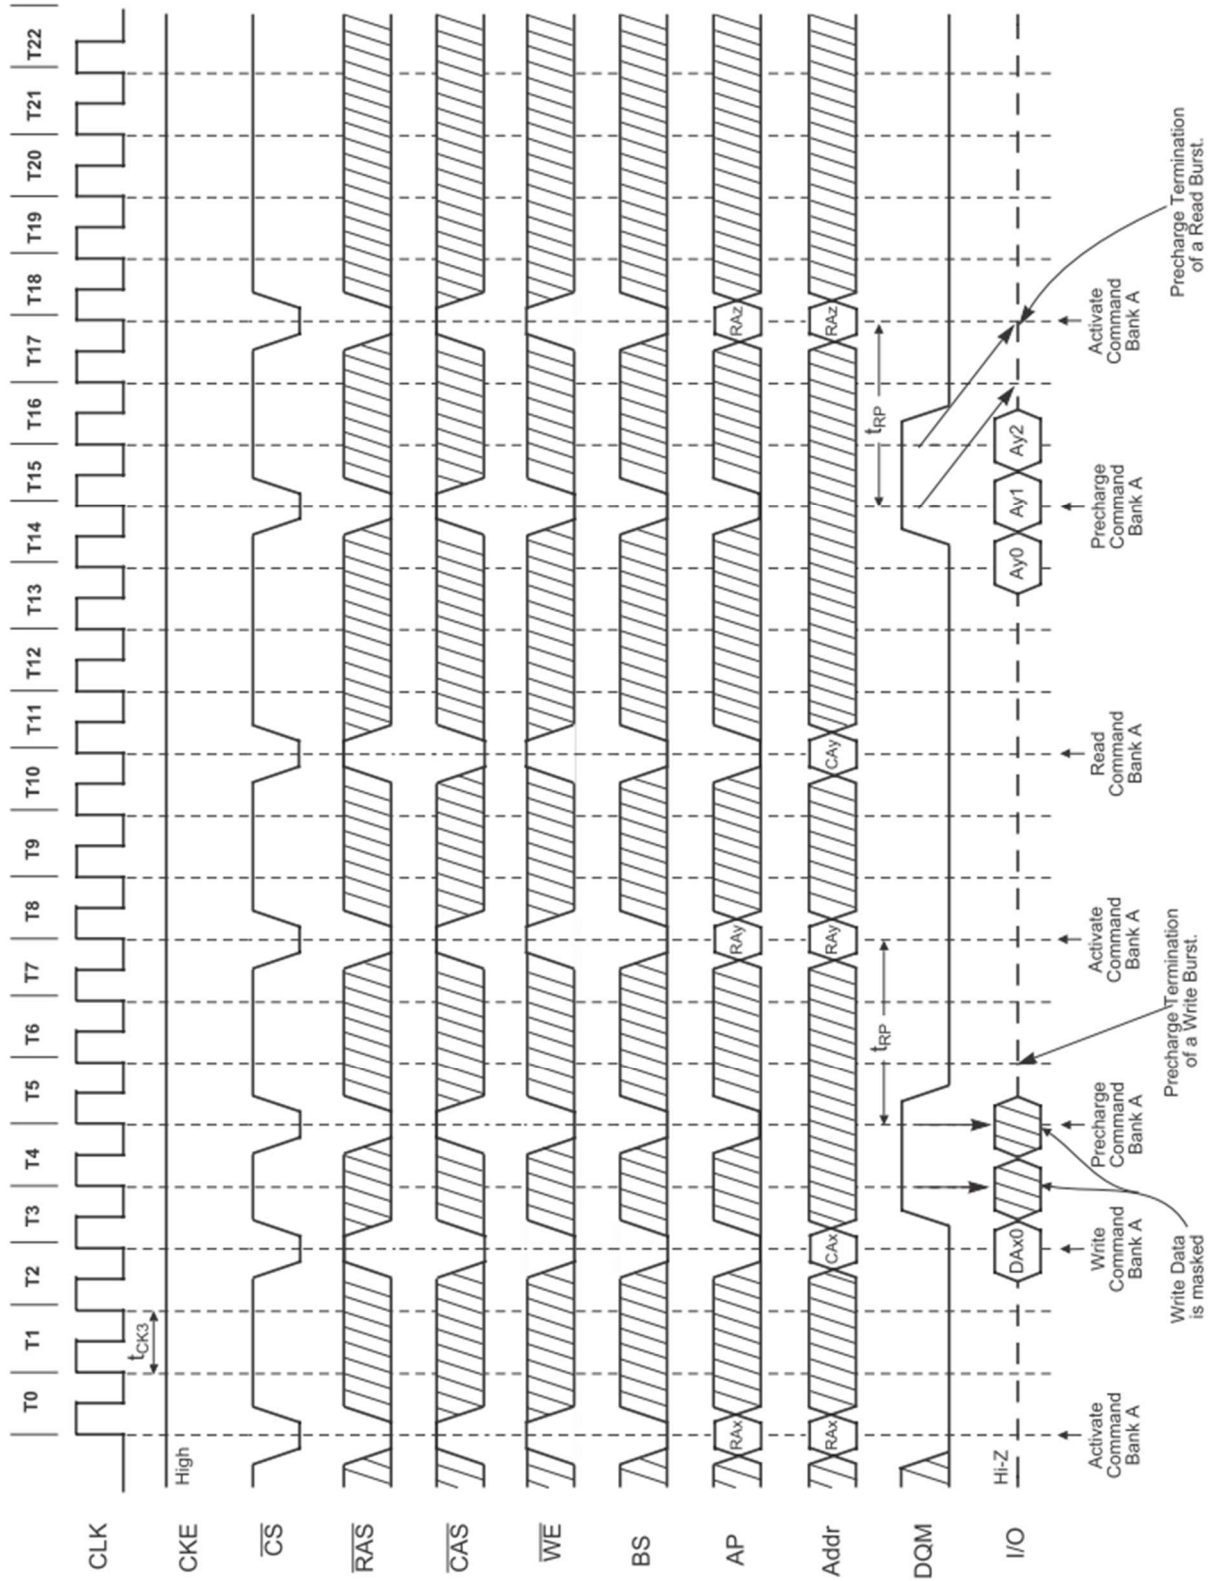 T0 T1 T2 T3 T4 T5 T6 T7 T8 T9 T10 T11 T12 T13 T14 T15 T16 T17 T18 T19 T20 T21 T22
CLK
tCK3
CKE
High
CS
RAS
CAS
WE
BS
AP
RAx RAy RAz
Addr
RAx CAx RAy CAy RAz
tRP tRP
DQM
I/O
Hi-Z
DAx0 Ay0 Ay1 Ay2
Activate
Command
Bank A
Write
Command
Bank A
Precharge
Command
Bank A
Activate
Command
Bank A
Read
Command
Bank A
Precharge
Command
Bank A
Activate
Command
Bank A
Write Data
is masked
Precharge Termination
of a Write Burst.
Precharge Termination
of a Read Burst.